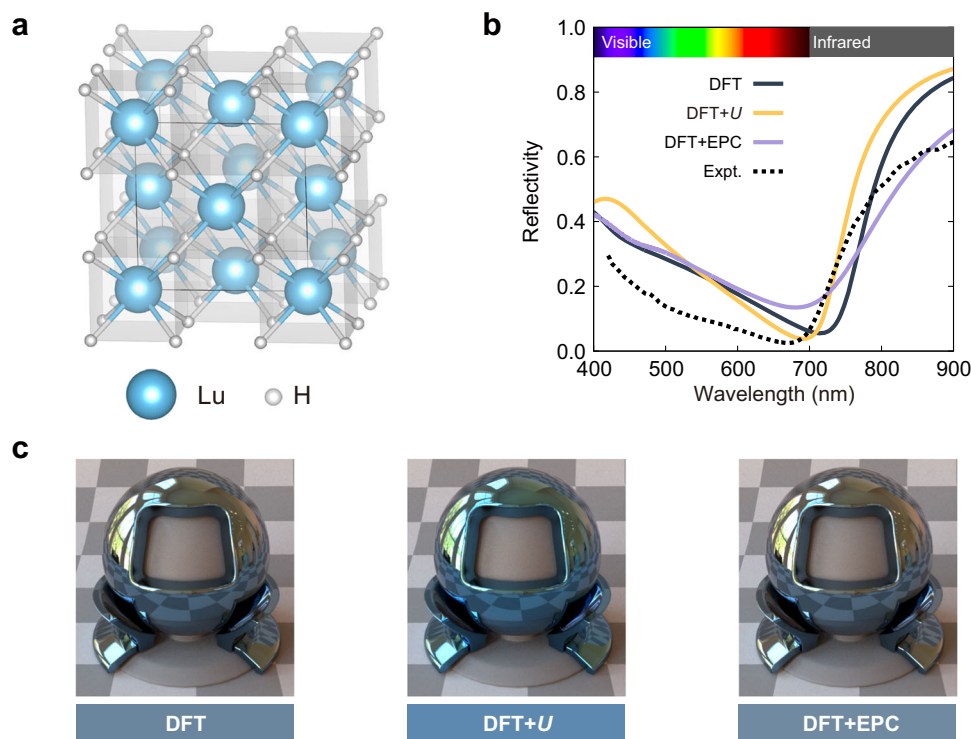 a
Lu
H
b
Visible
Infrared
DFT
DFT+U
DFT+EPC
Expt.
Reflectivity
1.0
0.8
0.6
0.4
0.2
0.0
400 500 600 700 800 900
Wavelength (nm)
c
DFT
DFT+U
DFT+EPC